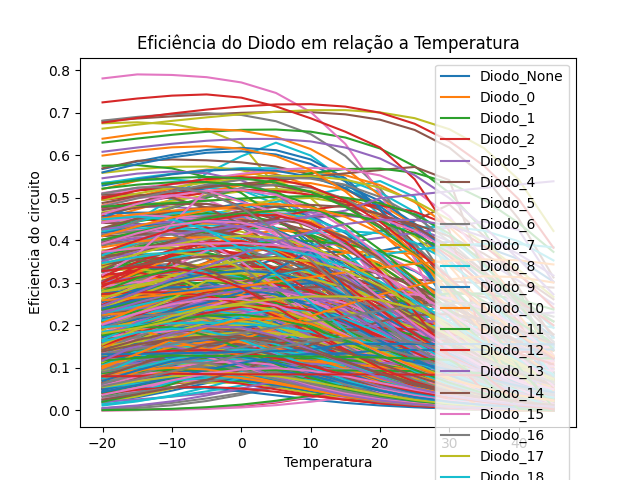 Eficiência do Diodo em relação a Temperatura
Eficiencia do circuito
0.8
0.7
0.6
0.5
0.4
0.3
0.2
0.1
0.0
−20
−10
0
10
20
30
40
Temperatura
Diodo_None
Diodo_0
Diodo_1
Diodo_2
Diodo_3
Diodo_4
Diodo_5
Diodo_6
Diodo_7
Diodo_8
Diodo_9
Diodo_10
Diodo_11
Diodo_12
Diodo_13
Diodo_14
Diodo_15
Diodo_16
Diodo_17
Diodo_18